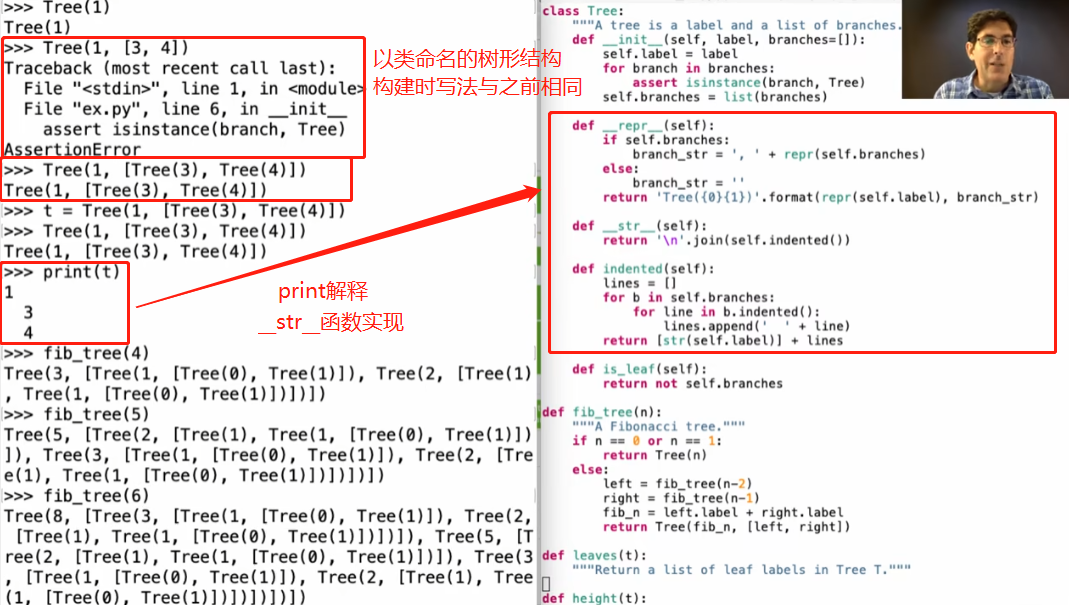 >>> Tree(1)
Tree(1)
>>> Tree(1, [3, 4])
Traceback (most recent call last):
  File "<stdin>", line 1, in <module>
  File "ex.py", line 6, in __init__
    assert isinstance(branch, Tree)
AssertionError
>>> Tree(1, [Tree(3), Tree(4)])
Tree(1, [Tree(3), Tree(4)])
>>> t = Tree(1, [Tree(3), Tree(4)])
>>> Tree(1, [Tree(3), Tree(4)])
Tree(1, [Tree(3), Tree(4)])
>>> print(t)
1
  3
  4
>>> fib_tree(4)
Tree(3, [Tree(1, [Tree(0), Tree(1)]), Tree(2, [Tree(1)
, Tree(1, [Tree(0), Tree(1)])])])
>>> fib_tree(5)
Tree(5, [Tree(2, [Tree(1), Tree(1, [Tree(0), Tree(1)])
]), Tree(3, [Tree(1, [Tree(0), Tree(1)]), Tree(2, [Tre
e(1), Tree(1, [Tree(0), Tree(1)])])])])
>>> fib_tree(6)
Tree(8, [Tree(3, [Tree(1, [Tree(0), Tree(1)]), Tree(2,
 [Tree(1), Tree(1, [Tree(0), Tree(1)])])]), Tree(5, [T
ree(2, [Tree(1), Tree(1, [Tree(0), Tree(1)])]), Tree(3
, [Tree(1, [Tree(0), Tree(1)]), Tree(2, [Tree(1), Tree
(1, [Tree(0), Tree(1)])])])])])
以类命名的树形结构
构建时写法与之前相同
print解释
__str__函数实现
class Tree:
    """A tree is a label and a list of branches.
    def __init__(self, label, branches=[]):
        self.label = label
        for branch in branches:
            assert isinstance(branch, Tree)
        self.branches = list(branches)
    def __repr__(self):
        if self.branches:
            branch_str = ', ' + repr(self.branches)
        else:
            branch_str = ''
        return 'Tree({0}{1})'.format(repr(self.label), branch_str)
    def __str__(self):
        return '\n'.join(self.indented())
    def indented(self):
        lines = []
        for b in self.branches:
            for line in b.indented():
                lines.append('  ' + line)
        return [str(self.label)] + lines
    def is_leaf(self):
        return not self.branches
def fib_tree(n):
    """A Fibonacci tree."""
    if n == 0 or n == 1:
        return Tree(n)
    else:
        left = fib_tree(n-2)
        right = fib_tree(n-1)
        fib_n = left.label + right.label
        return Tree(fib_n, [left, right])
def leaves(t):
    """Return a list of leaf labels in Tree T."""
def height(t):